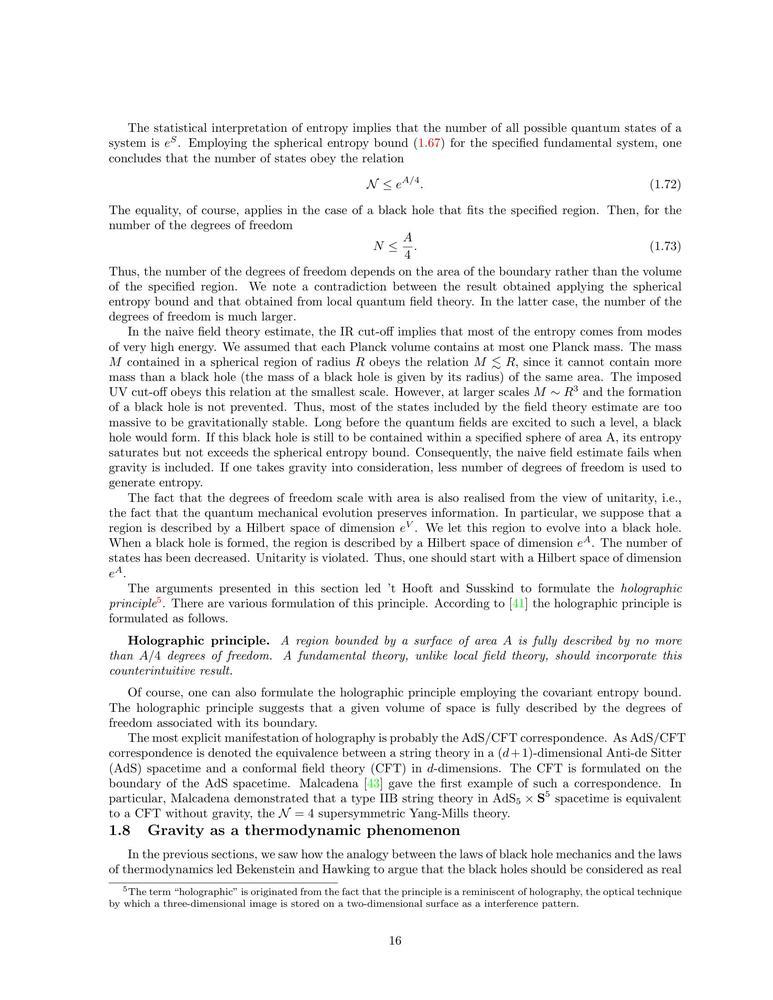 The statistical interpretation of entropy implies that the number of all possible quantum states of a
system is e^S. Employing the spherical entropy bound (1.67) for the specified fundamental system, one
concludes that the number of states obey the relation
𝒩 ≤ e^{A/4}. (1.72)
The equality, of course, applies in the case of a black hole that fits the specified region. Then, for the
number of the degrees of freedom
N ≤ A/4. (1.73)
Thus, the number of the degrees of freedom depends on the area of the boundary rather than the volume
of the specified region. We note a contradiction between the result obtained applying the spherical
entropy bound and that obtained from local quantum field theory. In the latter case, the number of the
degrees of freedom is much larger.
In the naive field theory estimate, the IR cut-off implies that most of the entropy comes from modes
of very high energy. We assumed that each Planck volume contains at most one Planck mass. The mass
M contained in a spherical region of radius R obeys the relation M ≲ R, since it cannot contain more
mass than a black hole (the mass of a black hole is given by its radius) of the same area. The imposed
UV cut-off obeys this relation at the smallest scale. However, at larger scales M ∼ R^3 and the formation
of a black hole is not prevented. Thus, most of the states included by the field theory estimate are too
massive to be gravitationally stable. Long before the quantum fields are excited to such a level, a black
hole would form. If this black hole is still to be contained within a specified sphere of area A, its entropy
saturates but not exceeds the spherical entropy bound. Consequently, the naive field estimate fails when
gravity is included. If one takes gravity into consideration, less number of degrees of freedom is used to
generate entropy.
The fact that the degrees of freedom scale with area is also realised from the view of unitarity, i.e.,
the fact that the quantum mechanical evolution preserves information. In particular, we suppose that a
region is described by a Hilbert space of dimension e^V. We let this region to evolve into a black hole.
When a black hole is formed, the region is described by a Hilbert space of dimension e^A. The number of
states has been decreased. Unitarity is violated. Thus, one should start with a Hilbert space of dimension
e^A.
The arguments presented in this section led 't Hooft and Susskind to formulate the holographic
principle^5. There are various formulation of this principle. According to [41] the holographic principle is
formulated as follows.
Holographic principle. A region bounded by a surface of area A is fully described by no more
than A/4 degrees of freedom. A fundamental theory, unlike local field theory, should incorporate this
counterintuitive result.
Of course, one can also formulate the holographic principle employing the covariant entropy bound.
The holographic principle suggests that a given volume of space is fully described by the degrees of
freedom associated with its boundary.
The most explicit manifestation of holography is probably the AdS/CFT correspondence. As AdS/CFT
correspondence is denoted the equivalence between a string theory in a (d+1)-dimensional Anti-de Sitter
(AdS) spacetime and a conformal field theory (CFT) in d-dimensions. The CFT is formulated on the
boundary of the AdS spacetime. Malcadena [43] gave the first example of such a correspondence. In
particular, Malcadena demonstrated that a type IIB string theory in AdS_5 × S^5 spacetime is equivalent
to a CFT without gravity, the 𝒩 = 4 supersymmetric Yang-Mills theory.
1.8 Gravity as a thermodynamic phenomenon
In the previous sections, we saw how the analogy between the laws of black hole mechanics and the laws
of thermodynamics led Bekenstein and Hawking to argue that the black holes should be considered as real
^5The term “holographic” is originated from the fact that the principle is a reminiscent of holography, the optical technique
by which a three-dimensional image is stored on a two-dimensional surface as a interference pattern.
16